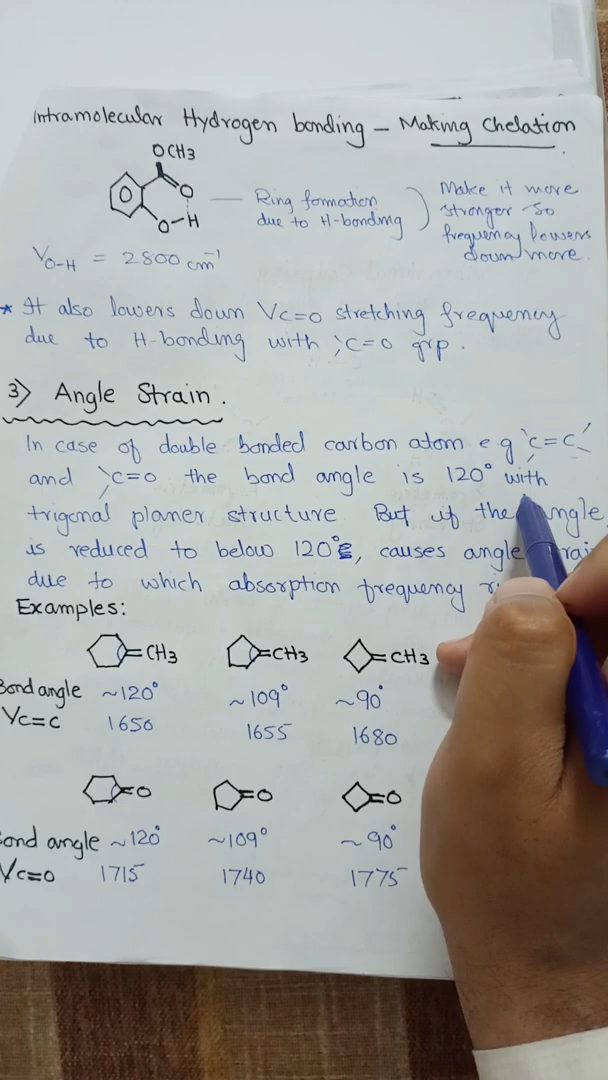 Intramolecular Hydrogen bonding – Making Chelation.
OCH3
O
O–H
Ring formation
due to H-bonding
Make it more
stronger so
frequency lowers
down more.
νO-H = 2800 cm⁻¹
* It also lowers down νC=O stretching frequency
due to H-bonding with >C=O grp.
3) Angle Strain.
In case of double bonded carbon atom e.g >C=C<
and >C=O the bond angle is 120° with
trigonal planer structure. But if the angle
is reduced to below 120°, causes angle
due to which absorption frequency
Examples:
=CH3 =CH3 =CH3
Bond angle ~120° ~109° ~90°
νC=C 1650 1655 1680
=O =O =O
Bond angle ~120° ~109° ~90°
νC=O 1715 1740 1775